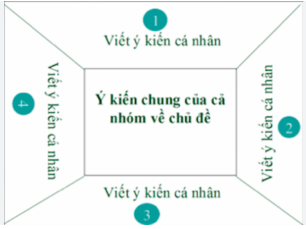 1
Viết ý kiến cá nhân
4
Viết ý kiến cá nhân
Ý kiến chung của cả
nhóm về chủ đề
Viết ý kiến cá nhân
2
Viết ý kiến cá nhân
3